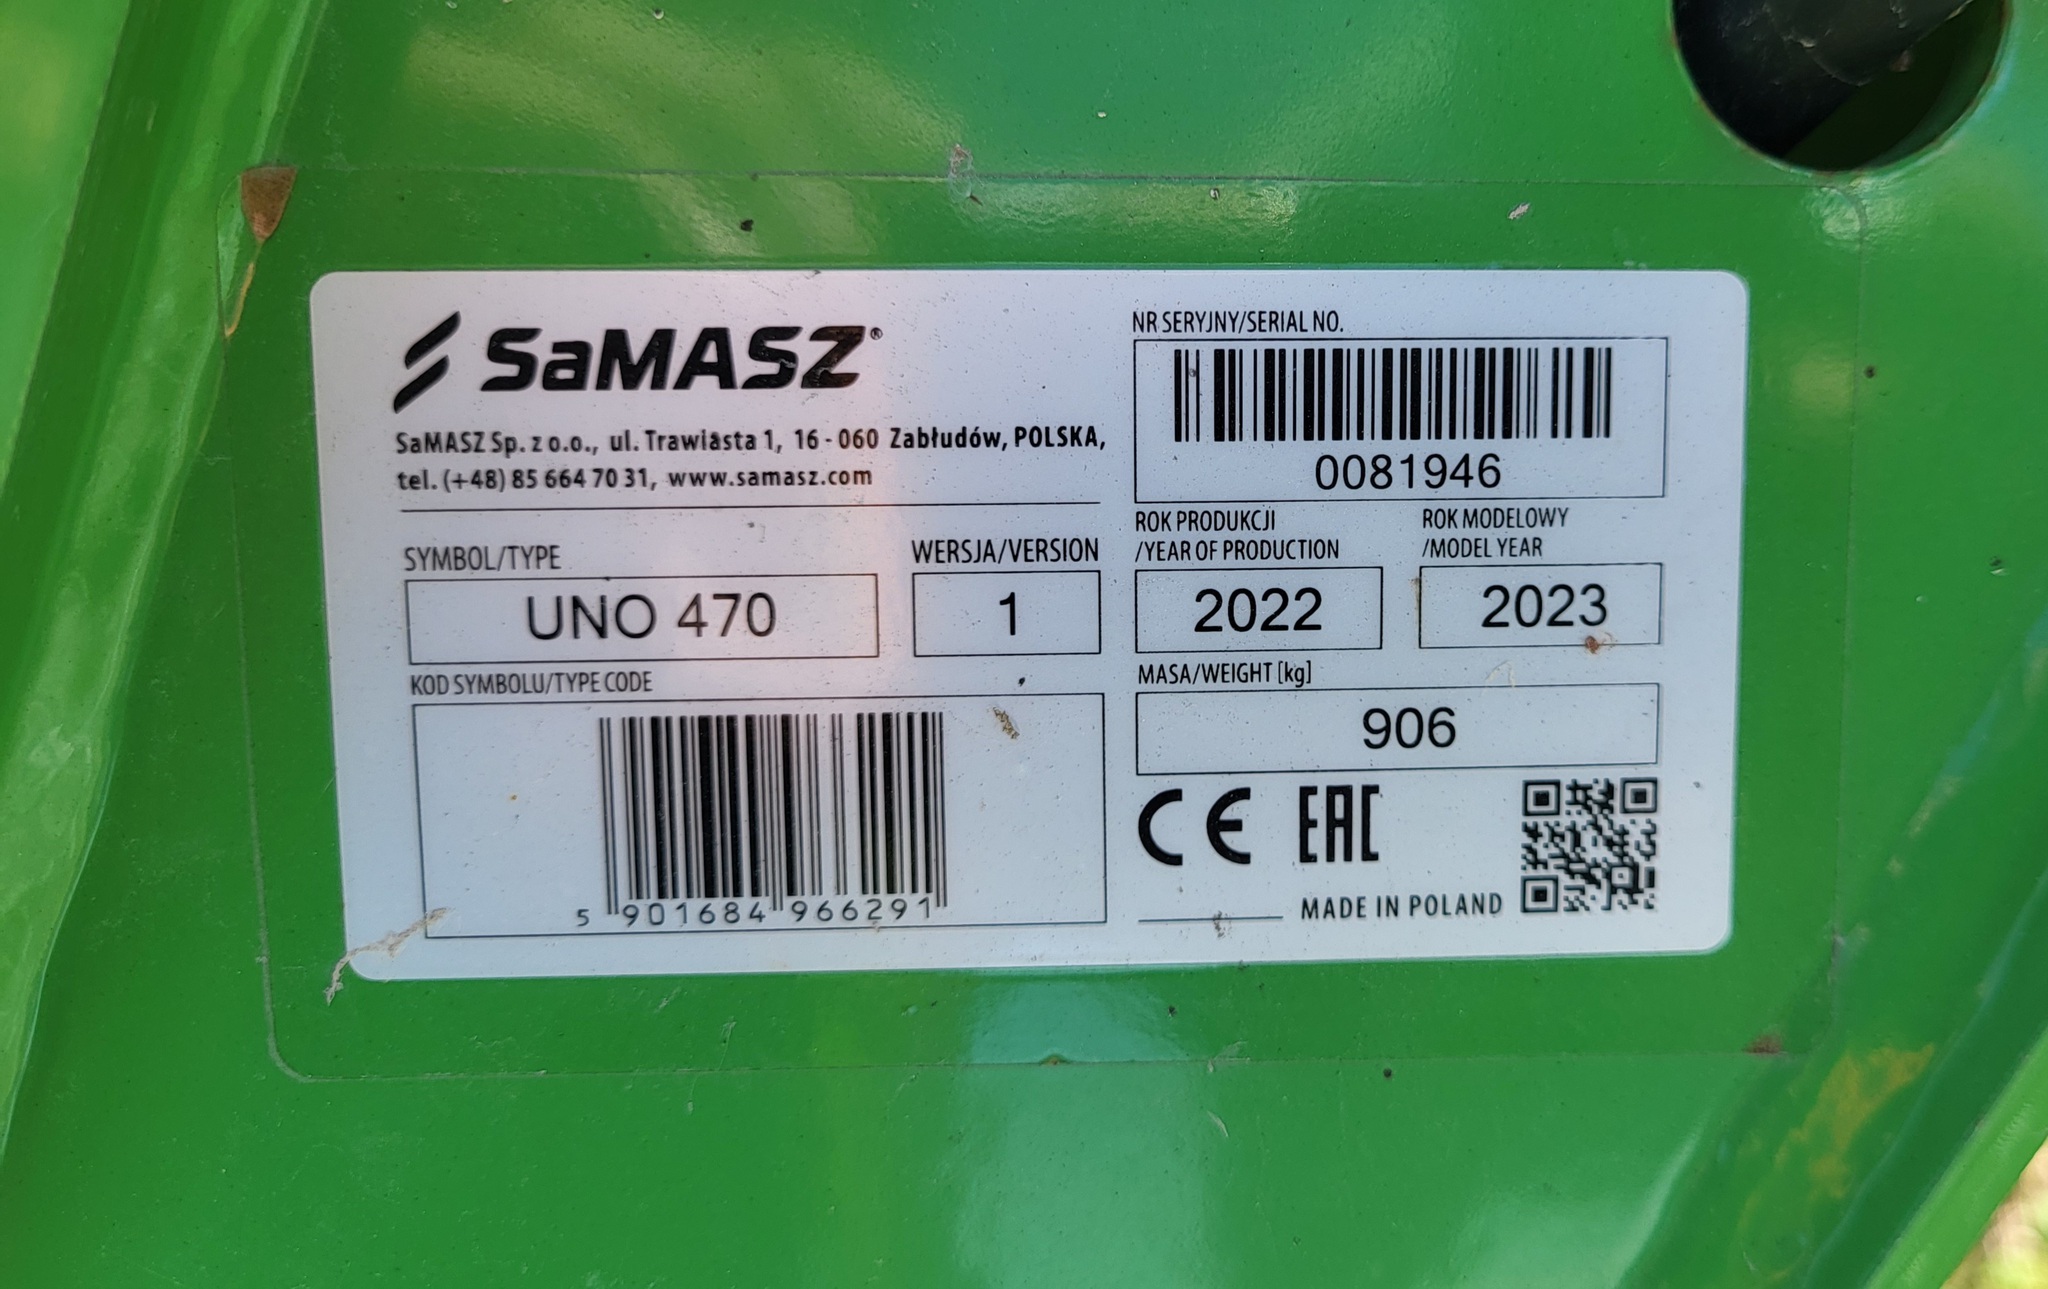 SaMASZ®
SaMASZ Sp. z o.o., ul. Trawiasta 1, 16 - 060 Zabłudów, POLSKA,
tel. (+48) 85 664 70 31, www.samasz.com
NR SERYJNY/SERIAL NO.
0081946
SYMBOL/TYPE
UNO 470
WERSJA/VERSION
1
ROK PRODUKCJI
/YEAR OF PRODUCTION
2022
ROK MODELOWY
/MODEL YEAR
2023
KOD SYMBOLU/TYPE CODE
5 901684 966291
MASA/WEIGHT [kg]
906
CE EAC
MADE IN POLAND